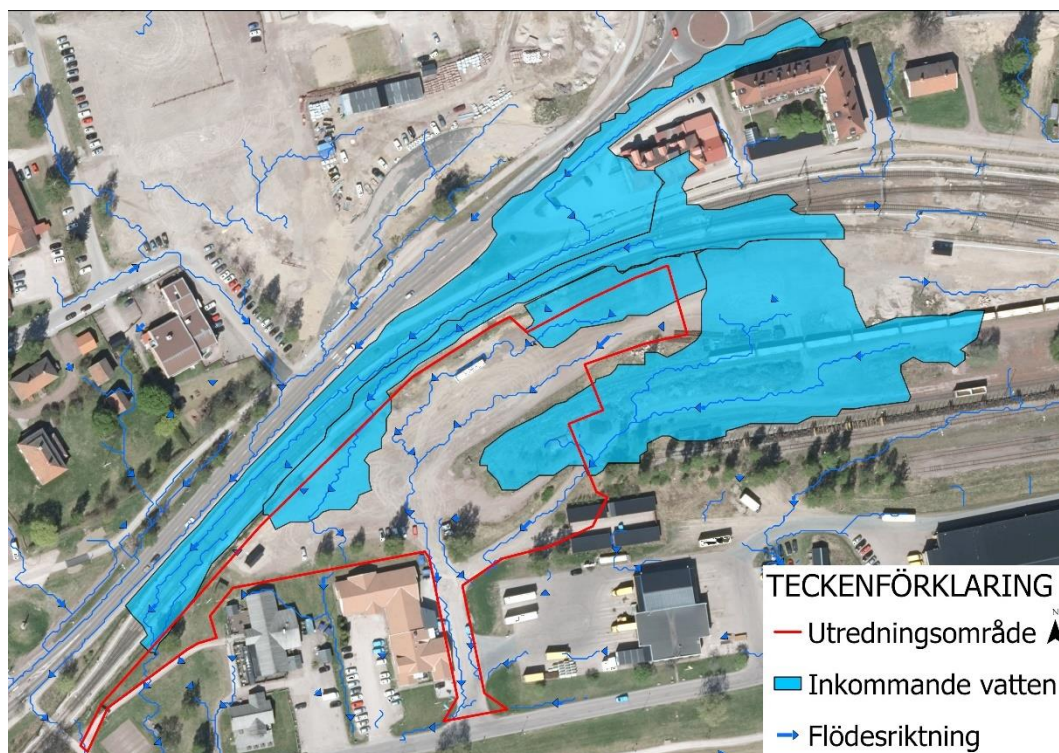 TECKENFÖRKLARING
N
Utredningsområde
Inkommande vatten
Flödesriktning